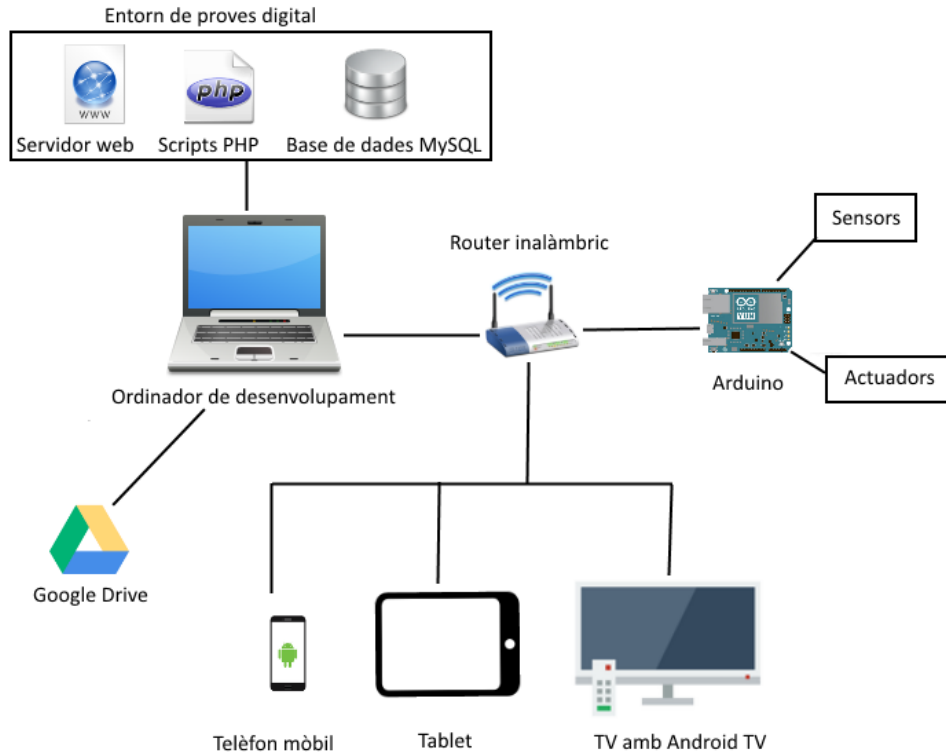 Entorn de proves digital
WWW
php
Servidor web
Scripts PHP
Base de dades MySQL
Router inalàmbric
Sensors
YUN
Arduino
Actuadors
Ordinador de desenvolupament
Google Drive
Telèfon mòbil
Tablet
TV amb Android TV